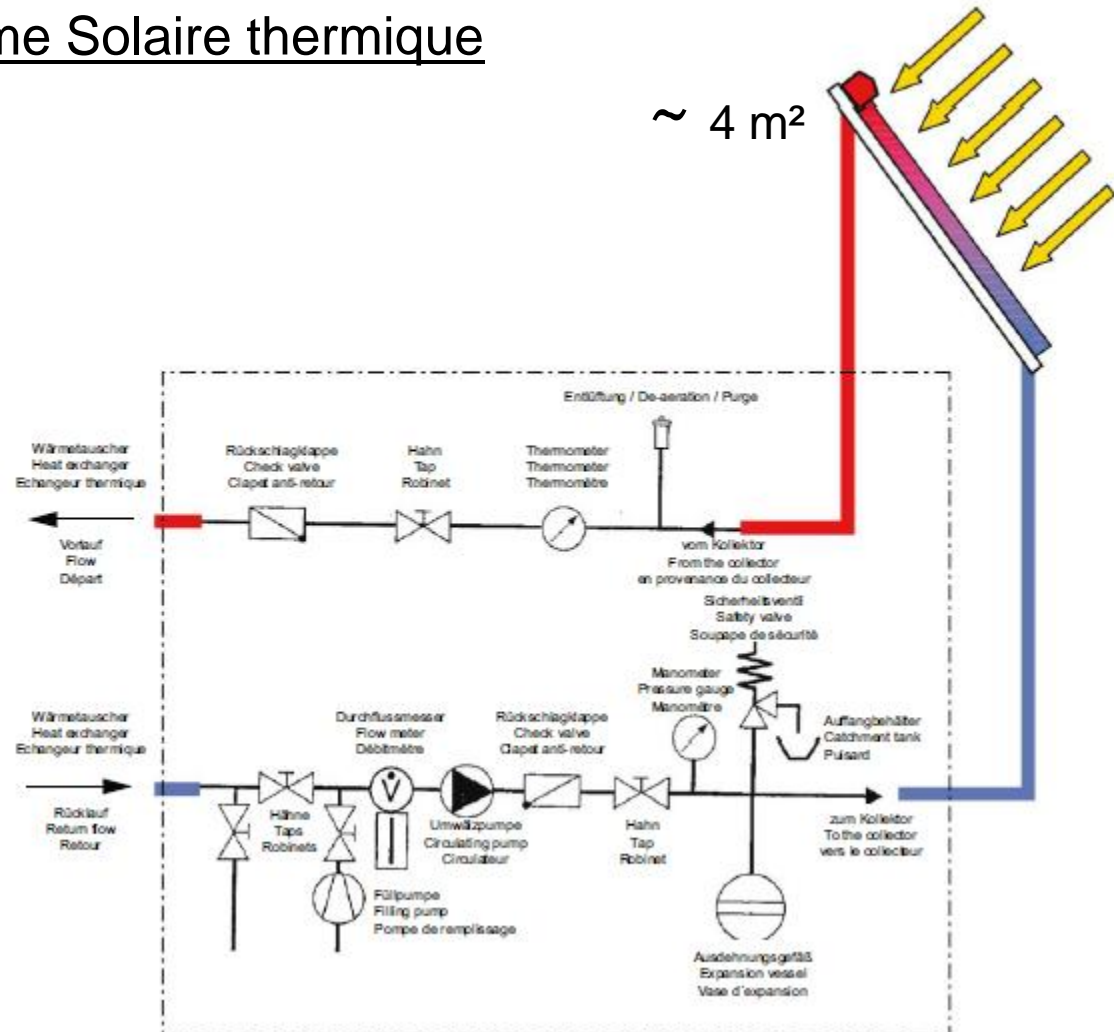 me Solaire thermique
~ 4 m²
Entlüftung / De-aeration / Purge
Wärmetauscher
Heat exchanger
Echangeur thermique
Rückschlagklappe
Check valve
Clapet anti-retour
Hahn
Tap
Robinet
Thermometer
Thermometer
Thermomètre
Vorlauf
Flow
Départ
vom Kollektor
From the collector
en provenance du collecteur
Sicherheitsventil
Safety valve
Soupape de sécurité
Manometer
Pressure gauge
Manomètre
Wärmetauscher
Heat exchanger
Echangeur thermique
Durchflussmesser
Flow meter
Débitmètre
Rückschlagklappe
Check valve
Clapet anti-retour
Auffangbehälter
Catchment tank
Puisard
V
Rücklauf
Return flow
Retour
Hähne
Taps
Robinets
Umwälzpumpe
Circulating pump
Circulateur
Hahn
Tap
Robinet
zum Kollektor
To the collector
vers le collecteur
Füllpumpe
Filling pump
Pompe de remplissage
Ausdehnungsgefäß
Expansion vessel
Vase d'expansion